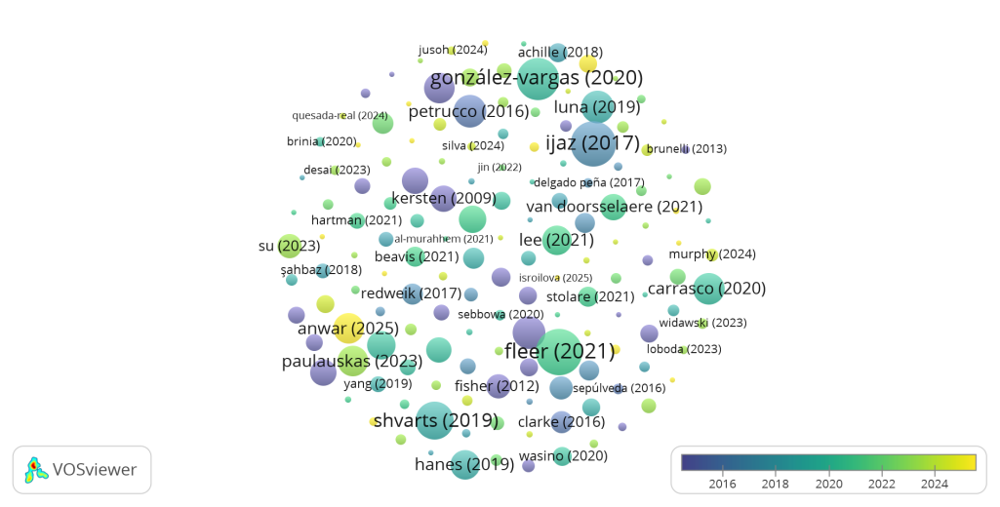 jusoh (2024)
achille (2018)
gonzález-vargas (2020)
petrucco (2016)
luna (2019)
quesada-real (2024)
brinia (2020)
silva (2024)
ijaz (2017)
brunelli (2013)
desai (2023)
jin (2022)
delgado peña (2017)
kersten (2009)
van doorsselaere (2021)
hartman (2021)
al-murahhem (2021)
lee (2021)
su (2023)
beavis (2021)
murphy (2024)
şahbaz (2018)
isroilova (2025)
redweik (2017)
stolare (2021)
carrasco (2020)
sebbowa (2020)
anwar (2025)
widawski (2023)
fleer (2021)
loboda (2023)
paulauskas (2023)
yang (2019)
fisher (2012)
sepúlveda (2016)
shvarts (2019)
clarke (2016)
hanes (2019)
wasino (2020)
VOSviewer
2016 2018 2020 2022 2024